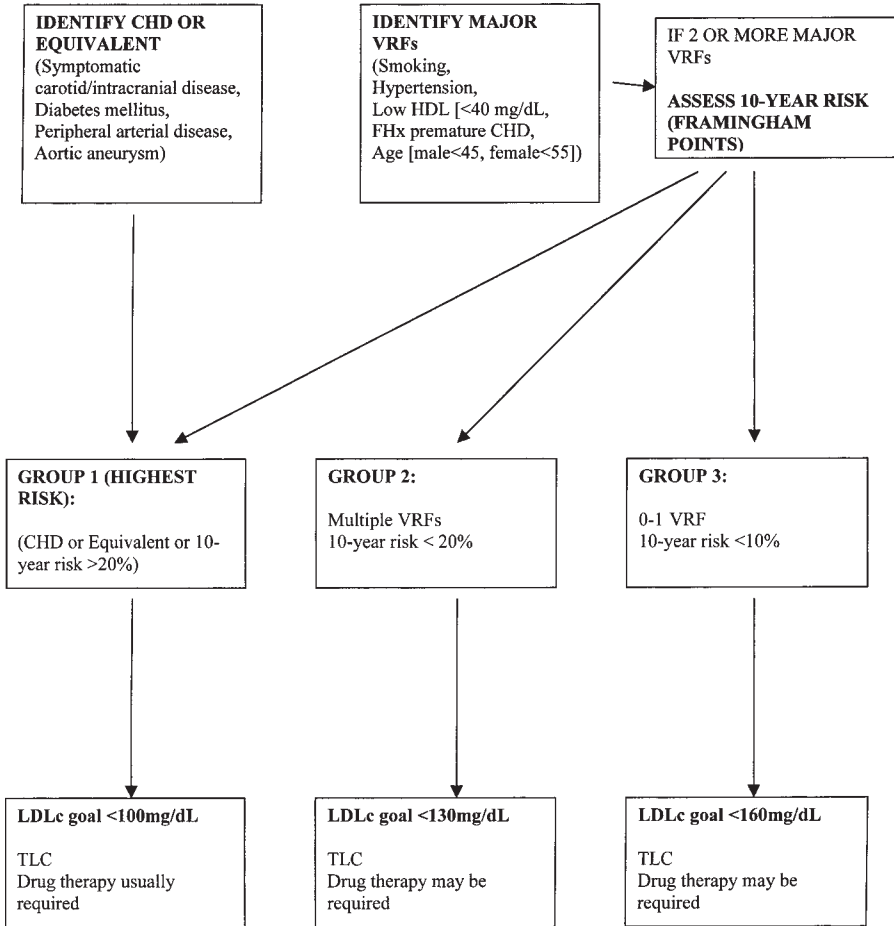 IDENTIFY CHD OR
EQUIVALENT
(Symptomatic
carotid/intracranial disease,
Diabetes mellitus,
Peripheral arterial disease,
Aortic aneurysm)
IDENTIFY MAJOR
VRFs
(Smoking,
Hypertension,
Low HDL [<40 mg/dL,
FHx premature CHD,
Age [male<45, female<55])
IF 2 OR MORE MAJOR
VRFs
ASSESS 10-YEAR RISK
(FRAMINGHAM
POINTS)
GROUP 1 (HIGHEST
RISK):
(CHD or Equivalent or 10-
year risk >20%)
GROUP 2:
Multiple VRFs
10-year risk < 20%
GROUP 3:
0-1 VRF
10-year risk <10%
LDLc goal <100mg/dL
TLC
Drug therapy usually
required
LDLc goal <130mg/dL
TLC
Drug therapy may be
required
LDLc goal <160mg/dL
TLC
Drug therapy may be
required